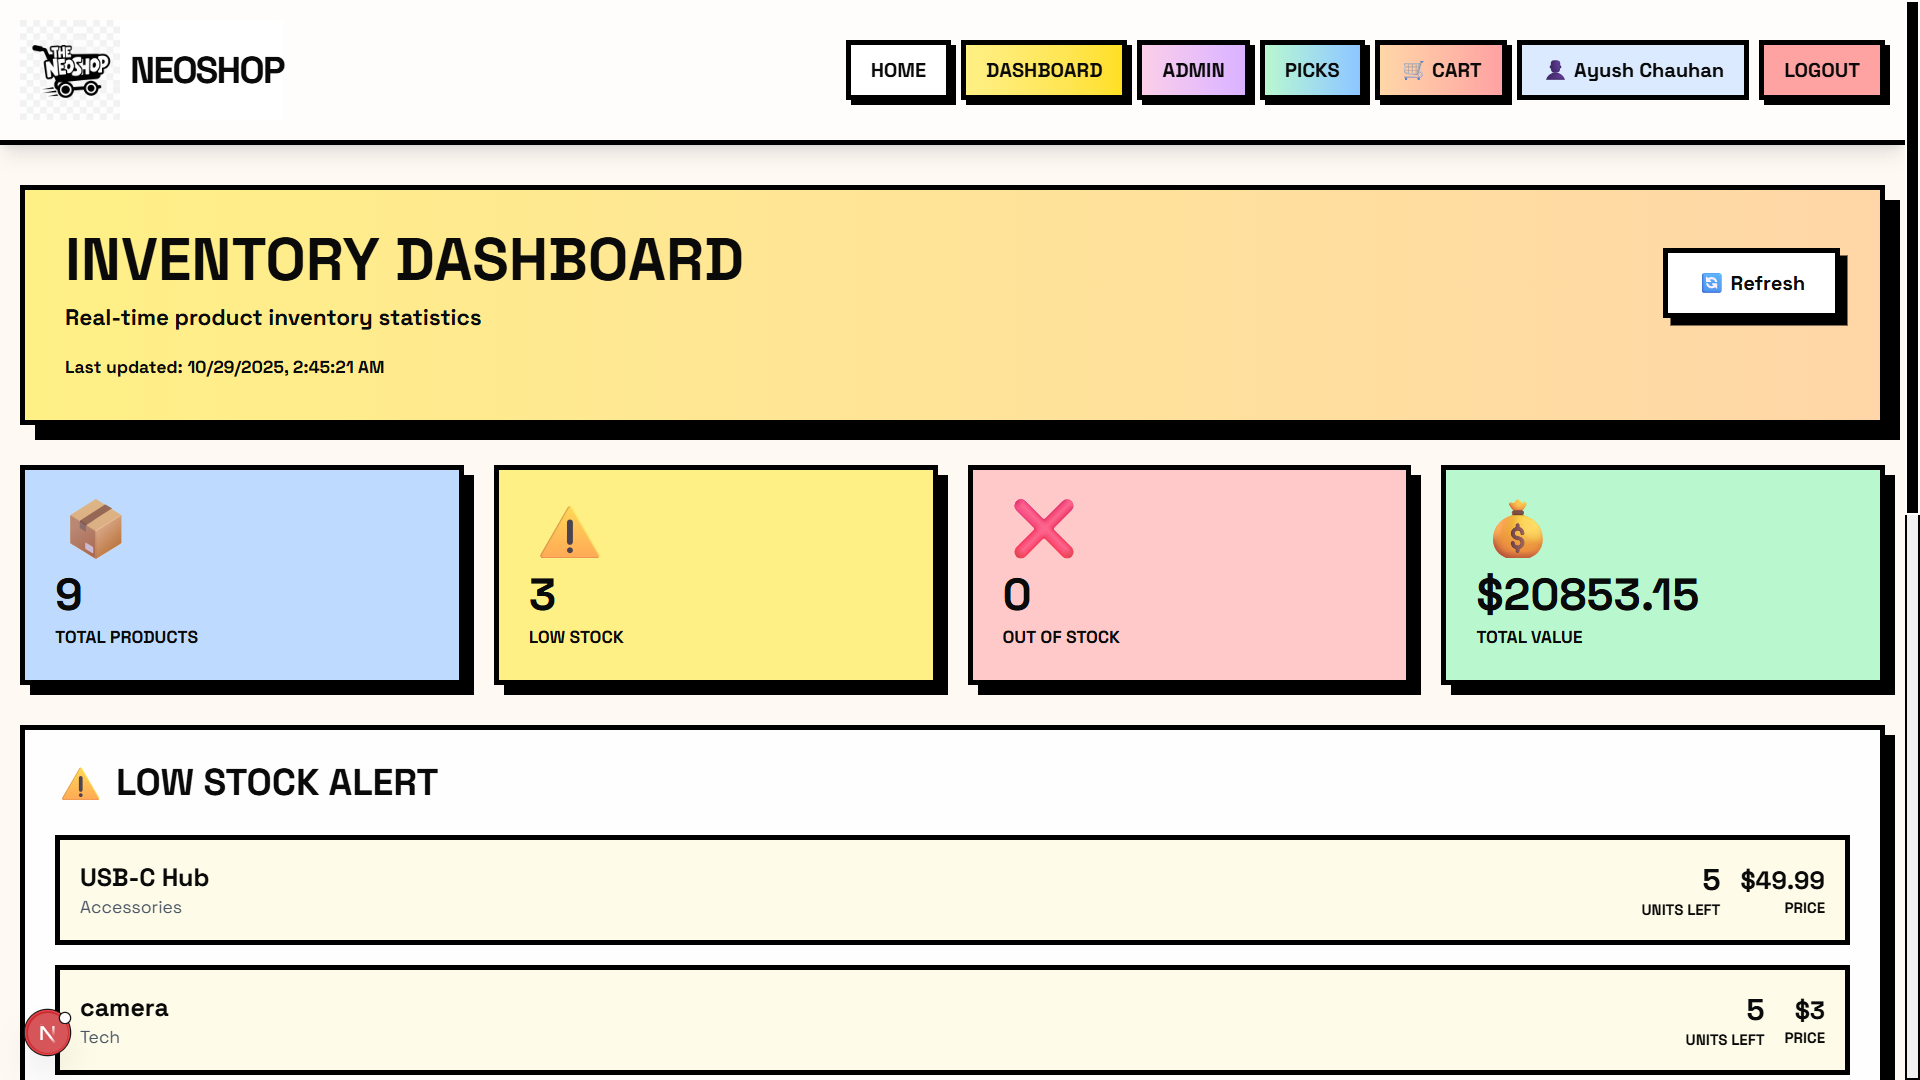 THE
NEOSHOP
NEOSHOP
HOME
DASHBOARD
ADMIN
PICKS
CART
Ayush Chauhan
LOGOUT
INVENTORY DASHBOARD
Real-time product inventory statistics
Last updated: 10/29/2025, 2:45:21 AM
Refresh
9
TOTAL PRODUCTS
3
LOW STOCK
0
OUT OF STOCK
$20853.15
TOTAL VALUE
LOW STOCK ALERT
USB-C Hub
Accessories
5
UNITS LEFT
$49.99
PRICE
camera
Tech
5
UNITS LEFT
$3
PRICE
N